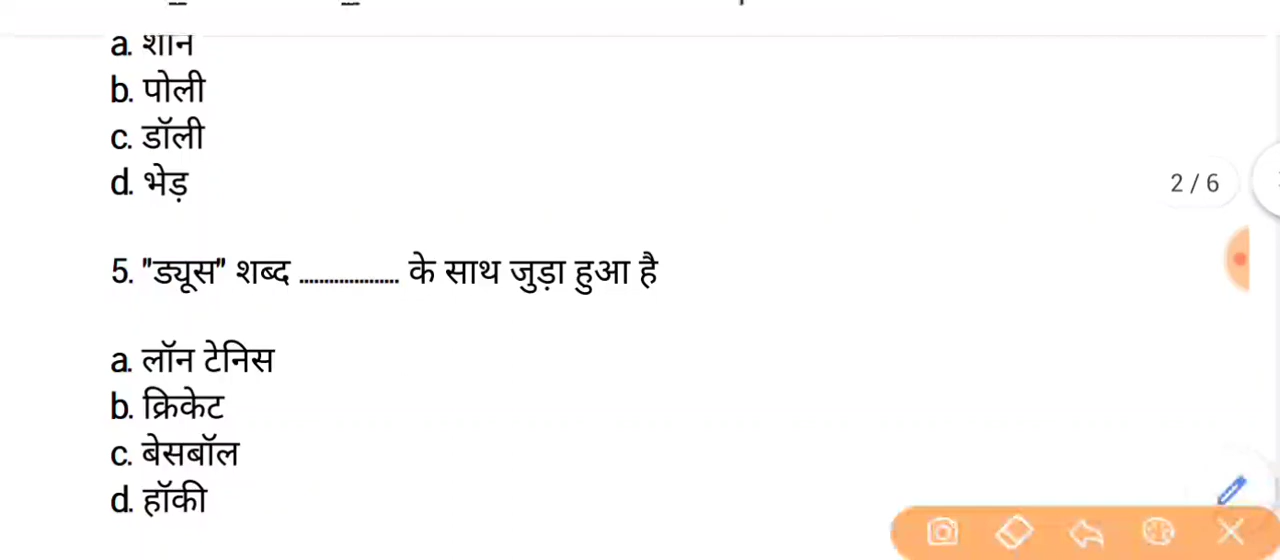 a. शॉन
b. पोली
c. डॉली
d. भेड़
2 / 6
5. "ड्यूस" शब्द ................... के साथ जुड़ा हुआ है
a. लॉन टेनिस
b. क्रिकेट
c. बेसबॉल
d. हॉकी